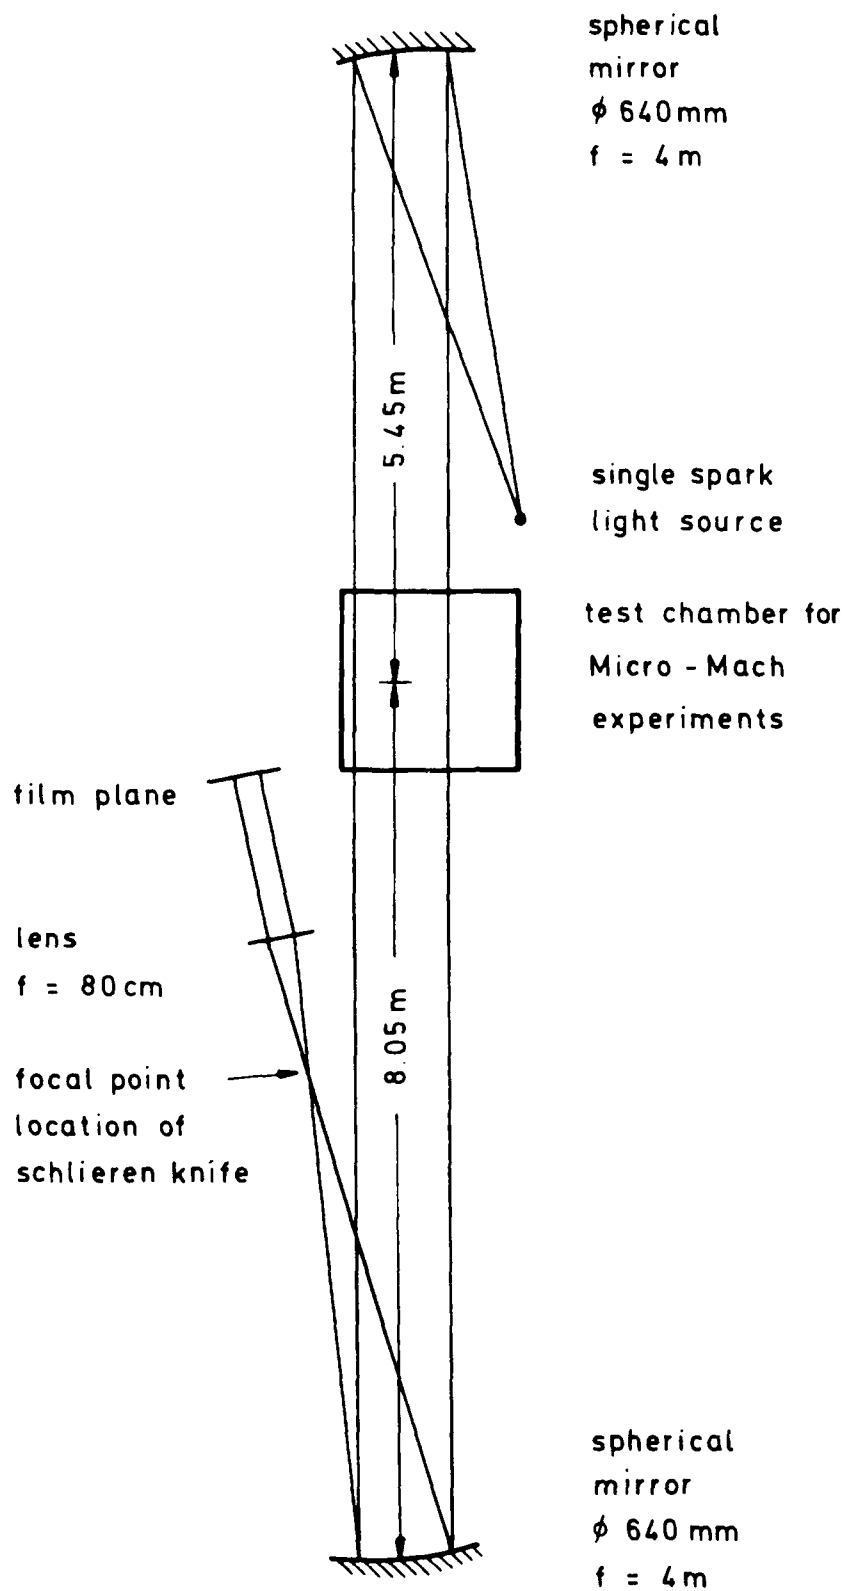 spherical
mirror
ϕ 640mm
f = 4m
5.45m
single spark
light source
test chamber for
Micro - Mach
experiments
film plane
lens
f = 80cm
8.05m
focal point
location of
schlieren knife
spherical
mirror
ϕ 640 mm
f = 4m